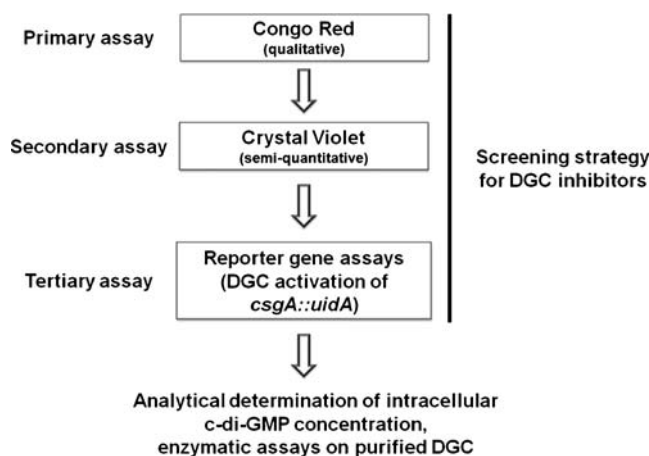 Primary assay
Congo Red
(qualitative)
Secondary assay
Crystal Violet
(semi-quantitative)
Screening strategy
for DGC inhibitors
Tertiary assay
Reporter gene assays
(DGC activation of
csgA::uidA)
Analytical determination of intracellular
c-di-GMP concentration,
enzymatic assays on purified DGC